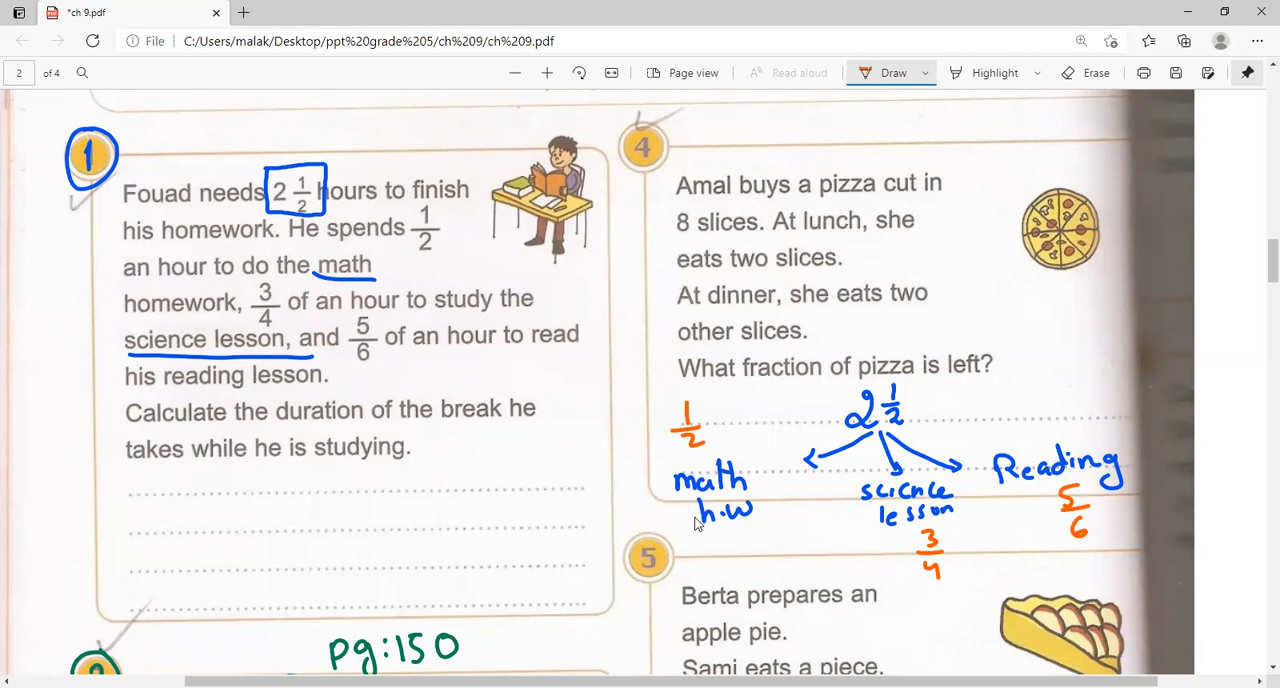 *ch 9.pdf
File C:/Users/malak/Desktop/ppt%20grade%205/ch%209/ch%209.pdf
2 of 4 Page view Read aloud Draw Highlight Erase
1
Fouad needs 2 1/2 hours to finish
his homework. He spends 1/2
an hour to do the math
homework, 3/4 of an hour to study the
science lesson, and 5/6 of an hour to read
his reading lesson.
Calculate the duration of the break he
takes while he is studying.
pg:150
4
Amal buys a pizza cut in
8 slices. At lunch, she
eats two slices.
At dinner, she eats two
other slices.
What fraction of pizza is left?
2 1/2
1/2
math
h.w
science
lesson
3/4
Reading
5/6
5
Berta prepares an
apple pie.
Sami eats a piece.